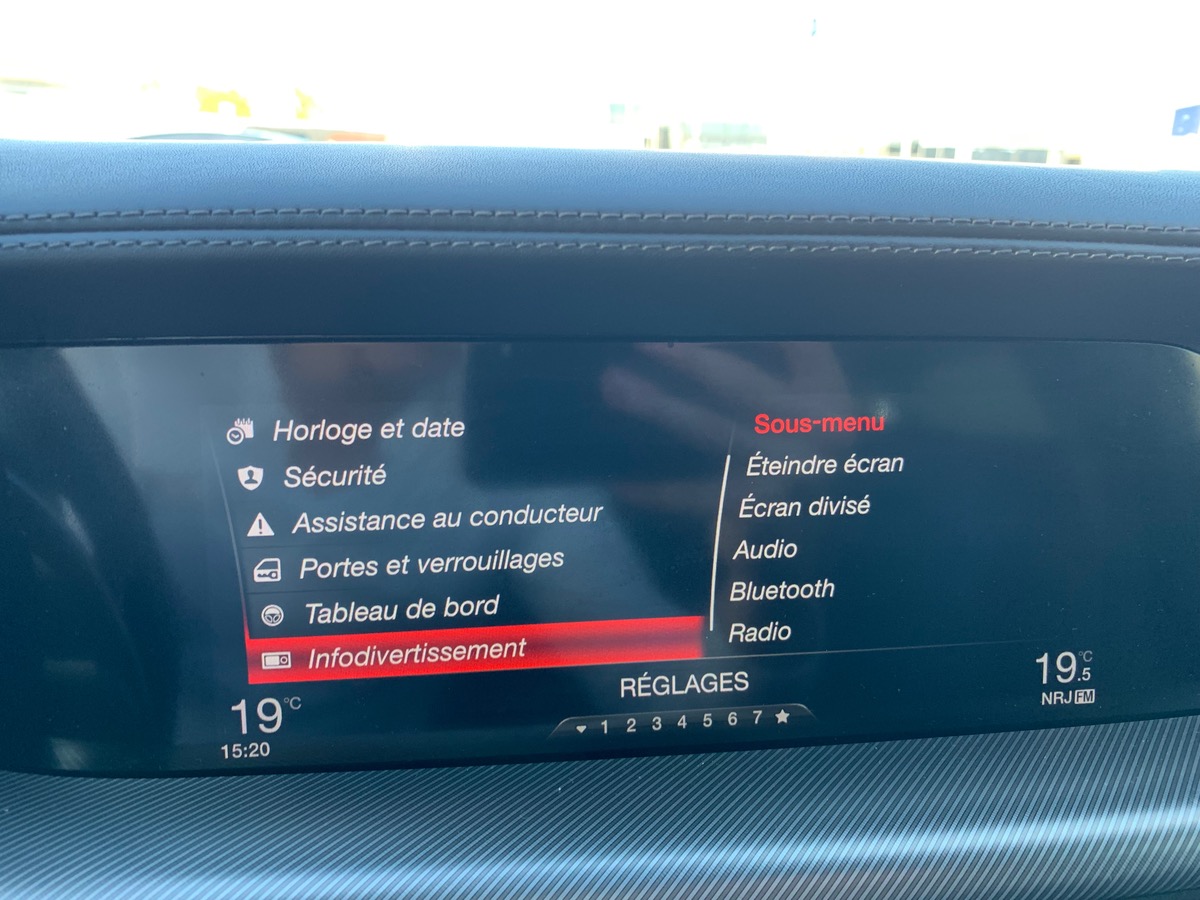 Horloge et date
Sécurité
Assistance au conducteur
Portes et verrouillages
Tableau de bord
Infodivertissement
Sous-menu
Éteindre écran
Écran divisé
Audio
Bluetooth
Radio
RÉGLAGES
19°C
15:20
1 2 3 4 5 6 7
19.5°C
NRJ FM